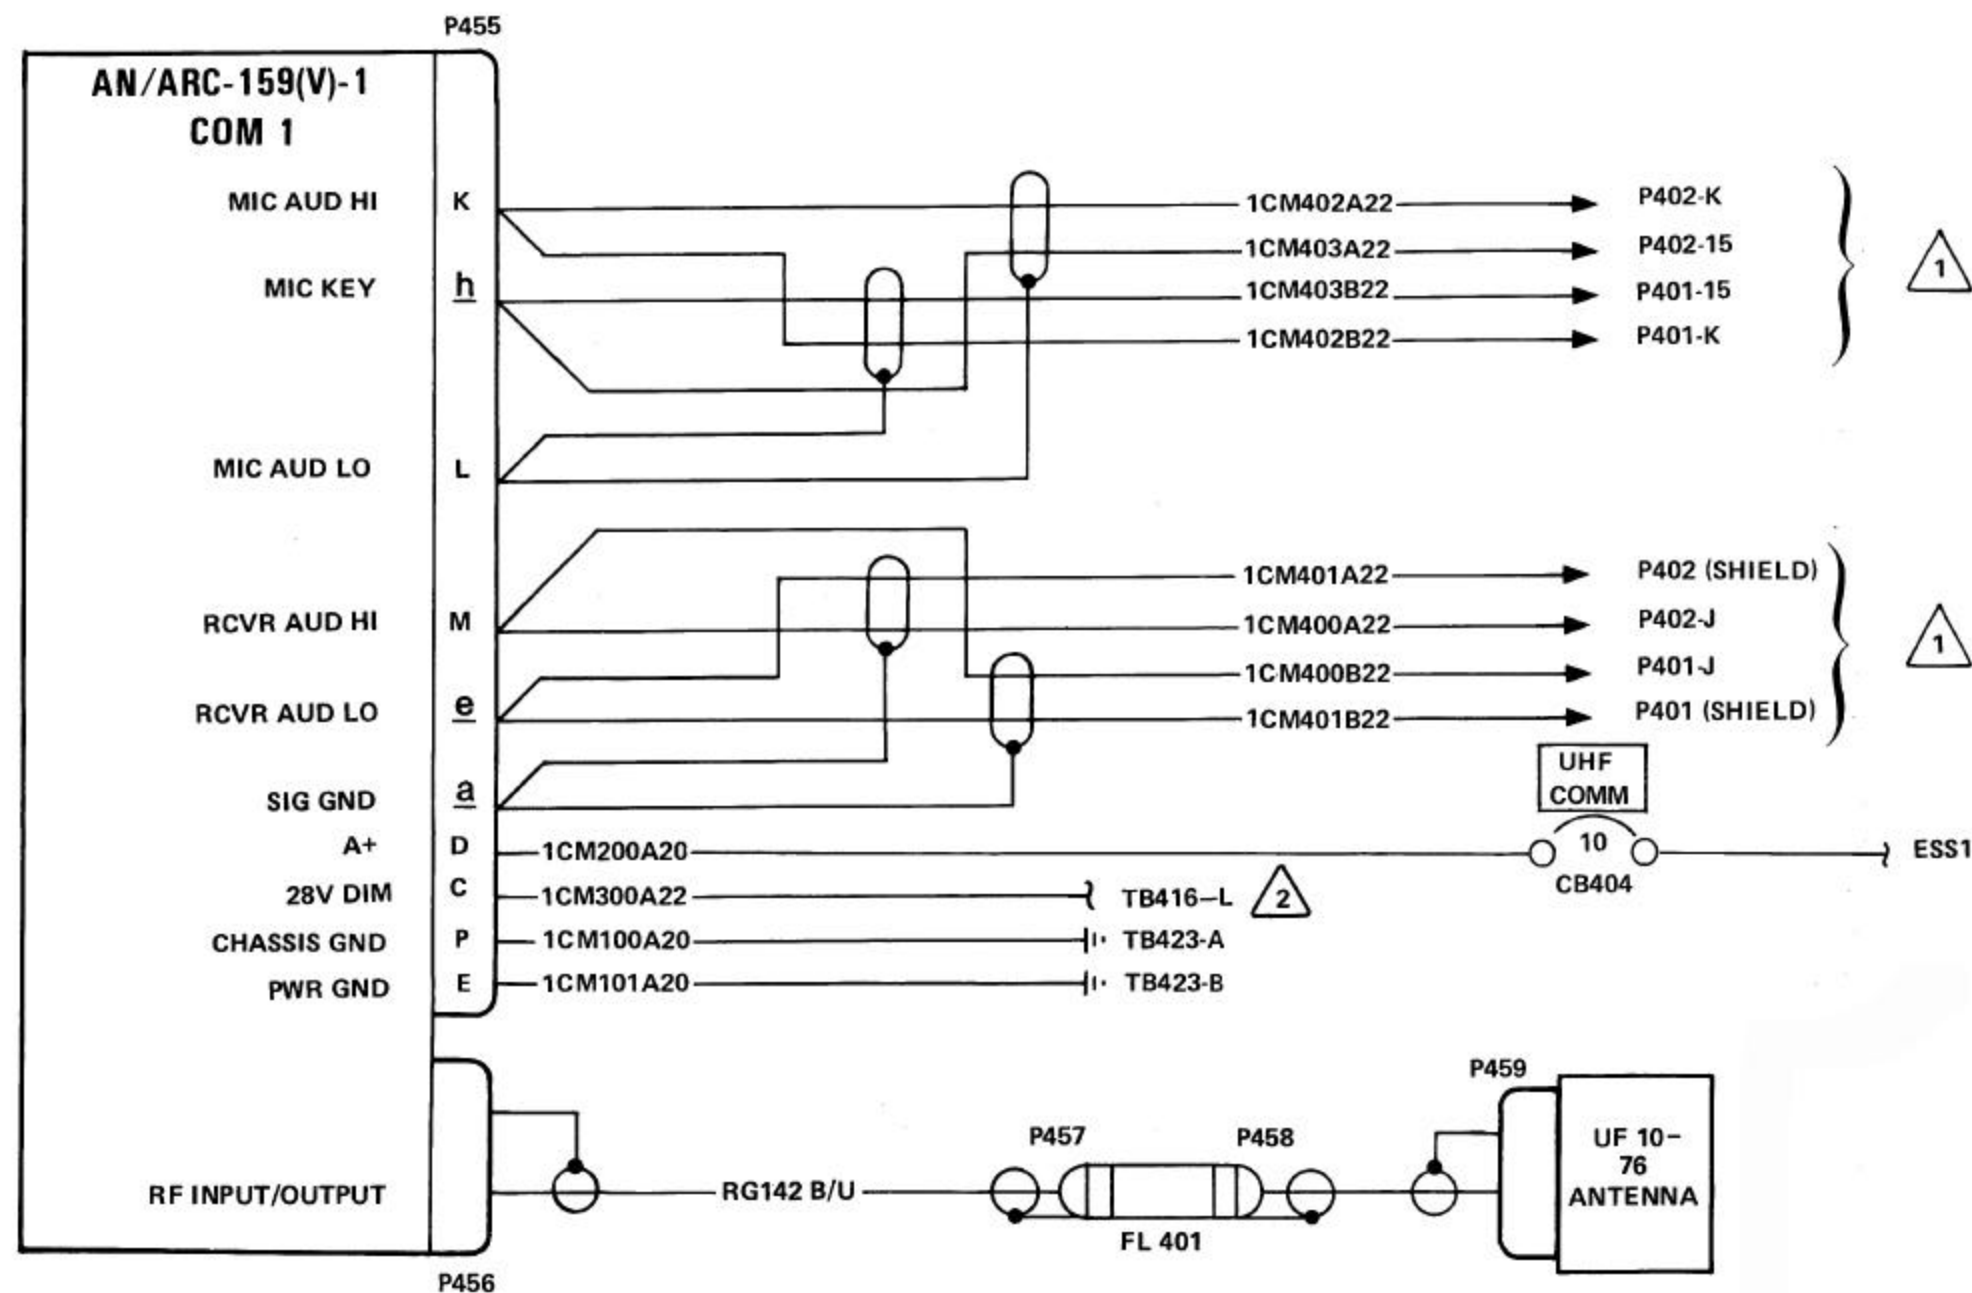 P455
AN/ARC-159(V)-1
COM 1
MIC AUD HI K 1CM402A22 P402-K
1CM403A22 P402-15
MIC KEY h 1CM403B22 P401-15
1CM402B22 P401-K
1
MIC AUD LO L
1CM401A22 P402 (SHIELD)
RCVR AUD HI M 1CM400A22 P402-J
1CM400B22 P401-J
RCVR AUD LO e 1CM401B22 P401 (SHIELD)
1
SIG GND a
UHF
COMM
A+ D 1CM200A20 10 ESS1
CB404
28V DIM C 1CM300A22 TB416-L 2
CHASSIS GND P 1CM100A20 TB423-A
PWR GND E 1CM101A20 TB423-B
P459
P457 P458
UF 10-
76
ANTENNA
RF INPUT/OUTPUT RG142 B/U
FL 401
P456